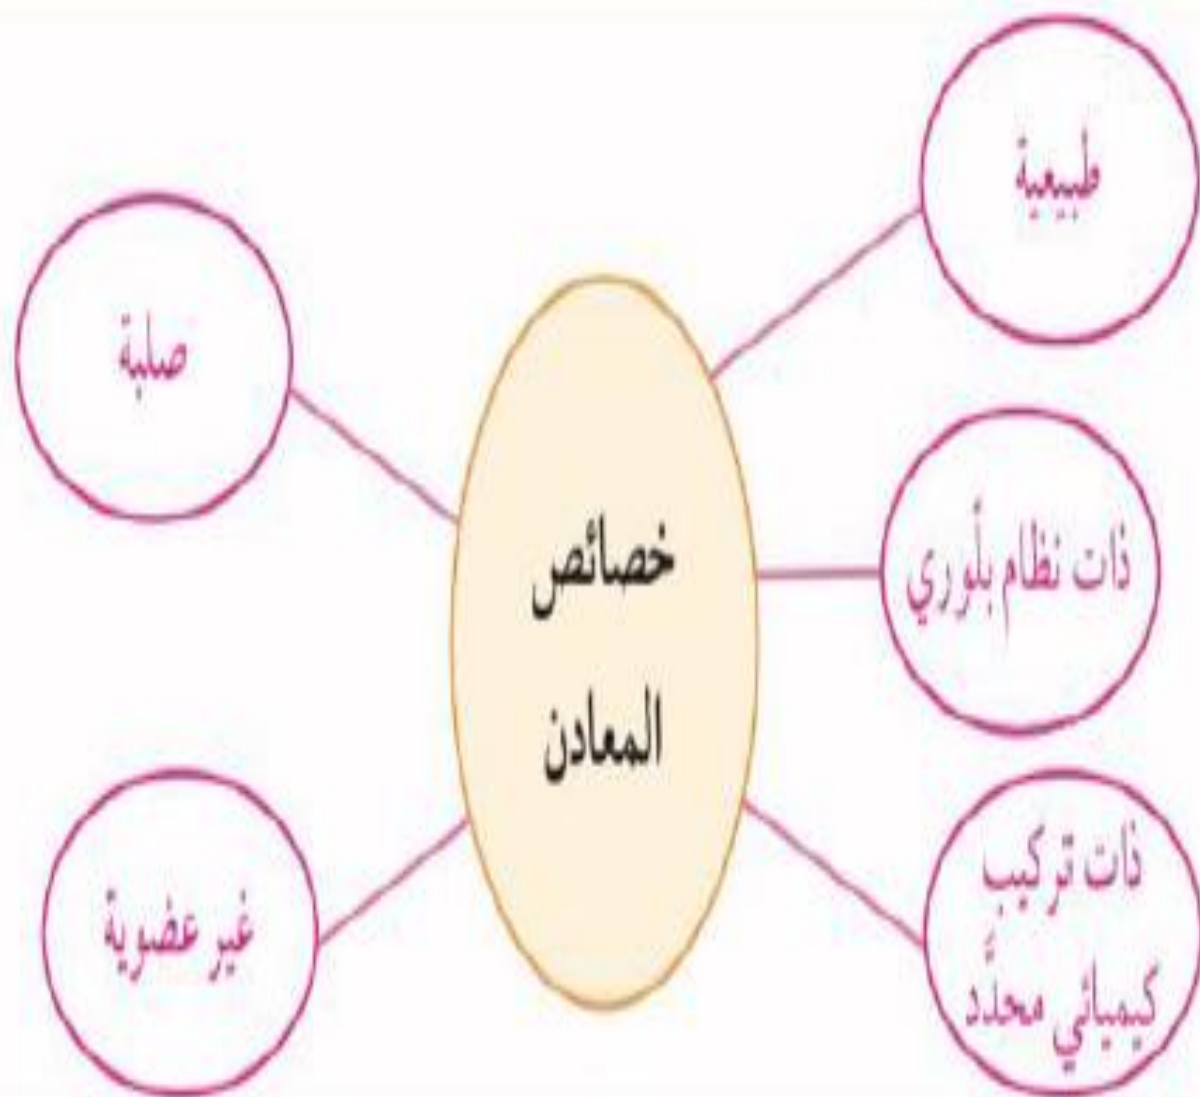 خصائص
المعادن
طبيعية
ذات نظام بلّوري
ذات تركيب
كيميائي محدَّد
صلبة
غير عضوية